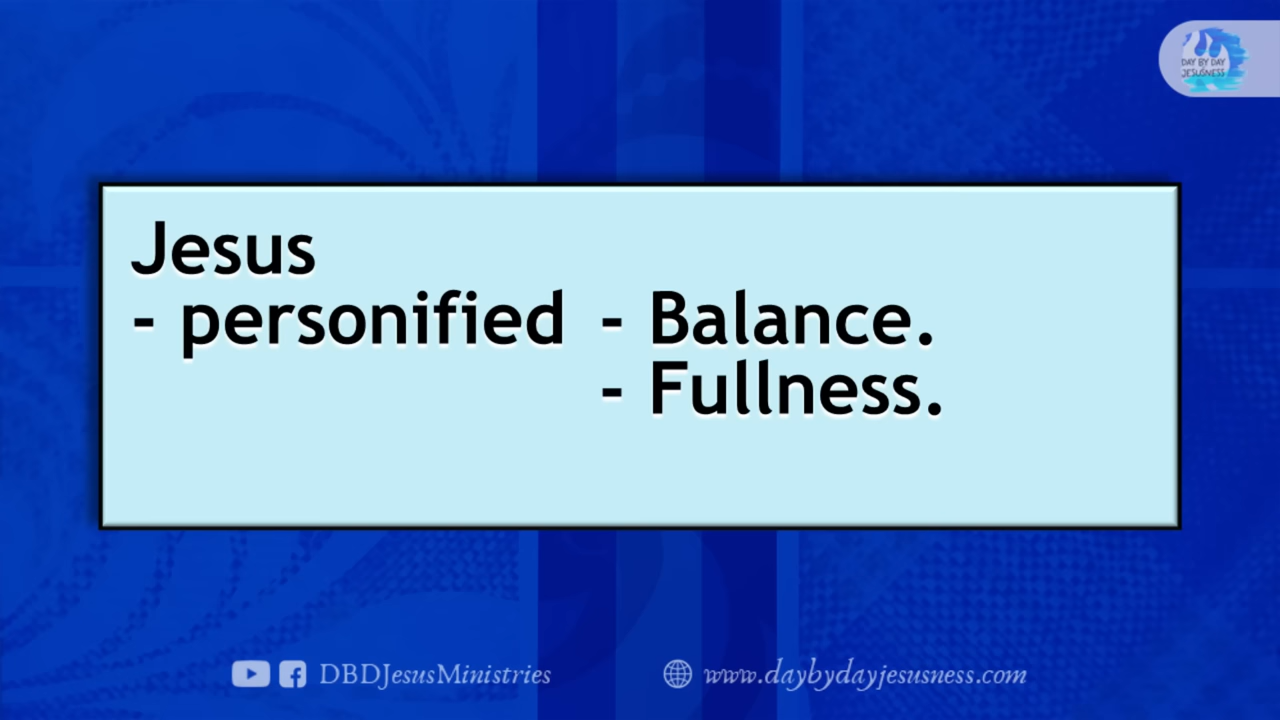 DAY BY DAY
JESUSNESS
Jesus
- personified - Balance.
- Fullness.
DBDJesusMinistries
www.daybydayjesusness.com